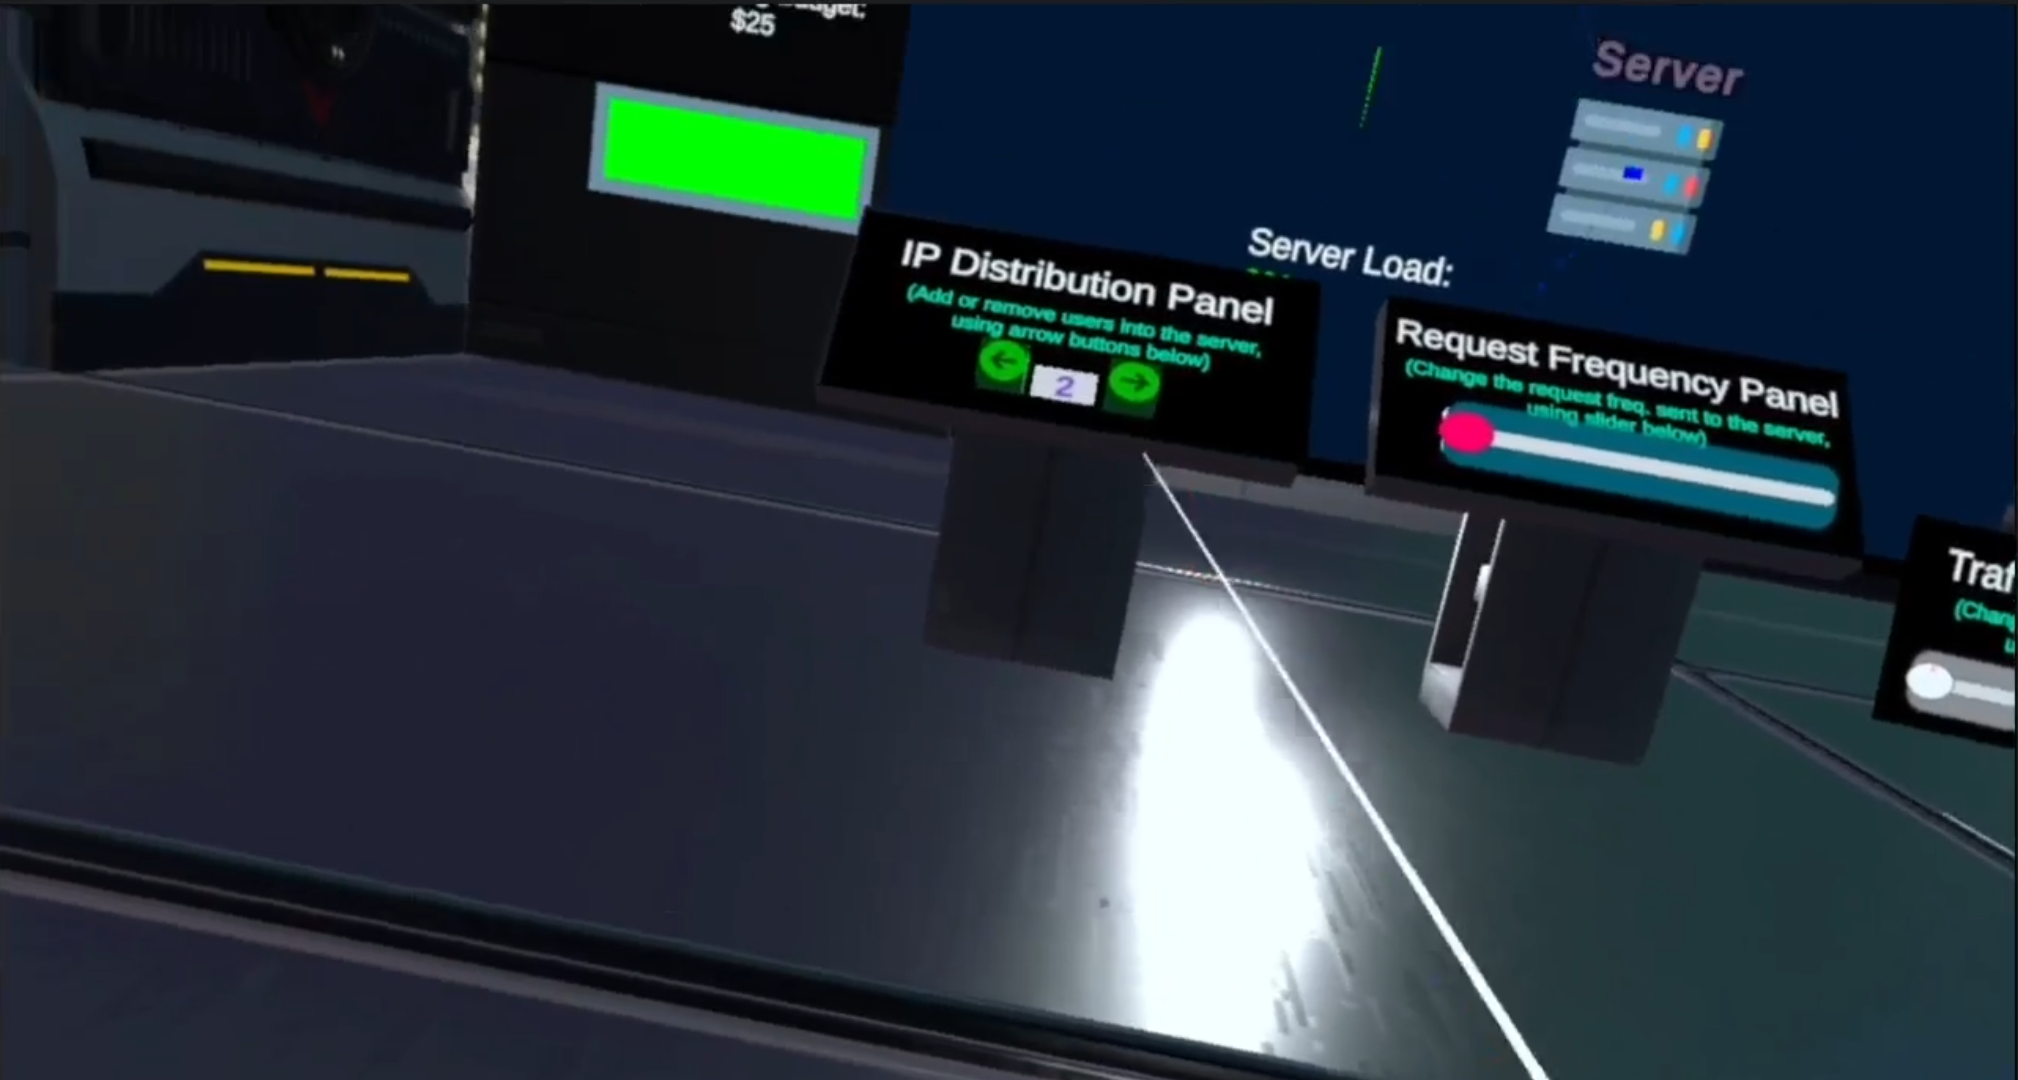 $25
Server
Server Load:
IP Distribution Panel
(Add or remove users into the server,
using arrow buttons below)
2
Request Frequency Panel
(Change the request freq. sent to the server,
using slider below)